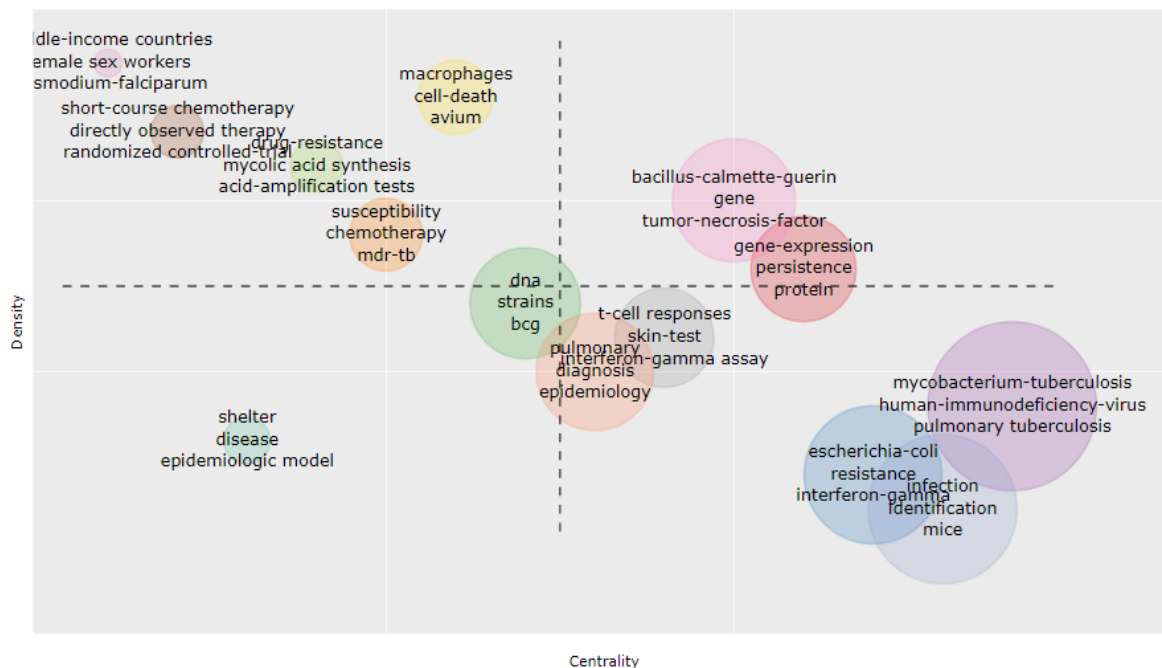 dle-income countries
emale sex workers
smodium-falciparum
short-course chemotherapy
directly observed therapy
randomized controlled-trial
drug-resistance
mycolic acid synthesis
acid-amplification tests
susceptibility
chemotherapy
mdr-tb
macrophages
cell-death
avium
bacillus-calmette-guerin
gene
tumor-necrosis-factor
gene-expression
persistence
protein
dna
strains
bcg
t-cell responses
skin-test
interferon-gamma assay
pulmonary
diagnosis
epidemiology
mycobacterium-tuberculosis
human-immunodeficiency-virus
pulmonary tuberculosis
escherichia-coli
resistance
interferon-gamma
infection
identification
mice
shelter
disease
epidemiologic model
Density
Centrality